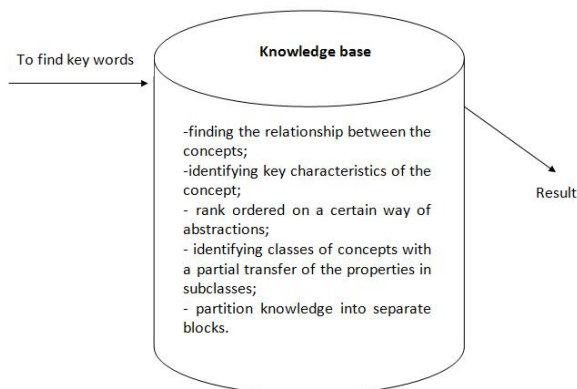 Knowledge base
To find key words
-finding the relationship between the
concepts;
-identifying key characteristics of the
concept;
- rank ordered on a certain way of
abstractions;
- identifying classes of concepts with
a partial transfer of the properties in
subclasses;
- partition knowledge into separate
blocks.
Result